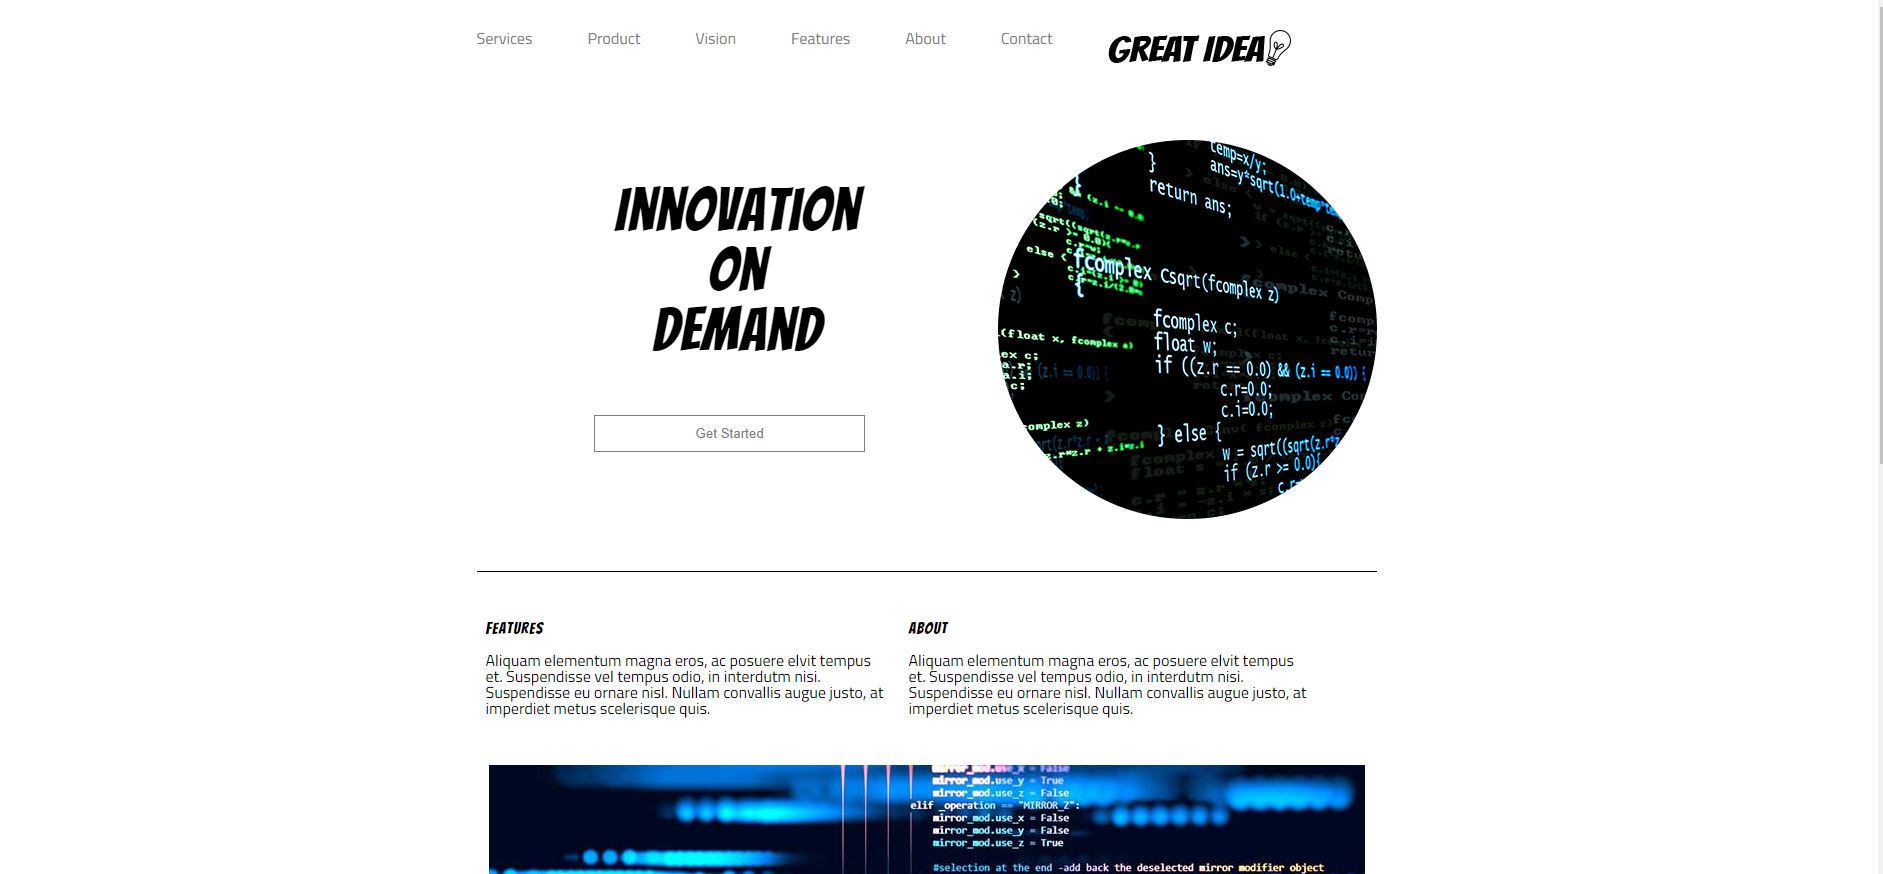 Services Product Vision Features About Contact GREAT IDEA
INNOVATION
ON
DEMAND
Get Started
temp=x/y;
ans=y*sqrt(1.0+temp*te
}
return ans;
fcomplex Csqrt(fcomplex z)
{
fcomplex c;
float w;
if ((z.r == 0.0) && (z.i == 0.0)) {
c.r=0.0;
c.i=0.0;
} else {
w = sqrt((sqrt(z.r*z
if (z.r >= 0.0){
FEATURES
Aliquam elementum magna eros, ac posuere elvit tempus
et. Suspendisse vel tempus odio, in interdutm nisi.
Suspendisse eu ornare nisl. Nullam convallis augue justo, at
imperdiet metus scelerisque quis.
ABOUT
Aliquam elementum magna eros, ac posuere elvit tempus
et. Suspendisse vel tempus odio, in interdutm nisi.
Suspendisse eu ornare nisl. Nullam convallis augue justo, at
imperdiet metus scelerisque quis.
mirror_mod.use_x = False
mirror_mod.use_y = True
mirror_mod.use_z = False
elif _operation == "MIRROR_Z":
mirror_mod.use_x = False
mirror_mod.use_y = False
mirror_mod.use_z = True
#selection at the end -add back the deselected mirror modifier object